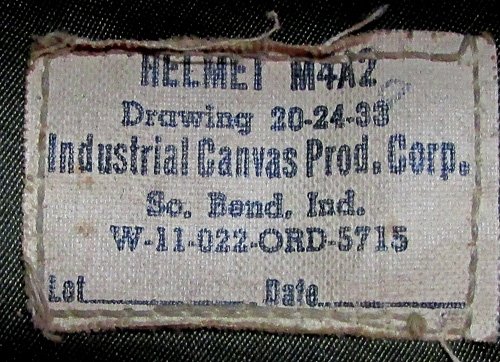 HELMET M4A2
Drawing 20-24-33
Industrial Canvas Prod. Corp.
So. Bend, Ind.
W-11-022-ORD-5715
Lot Date